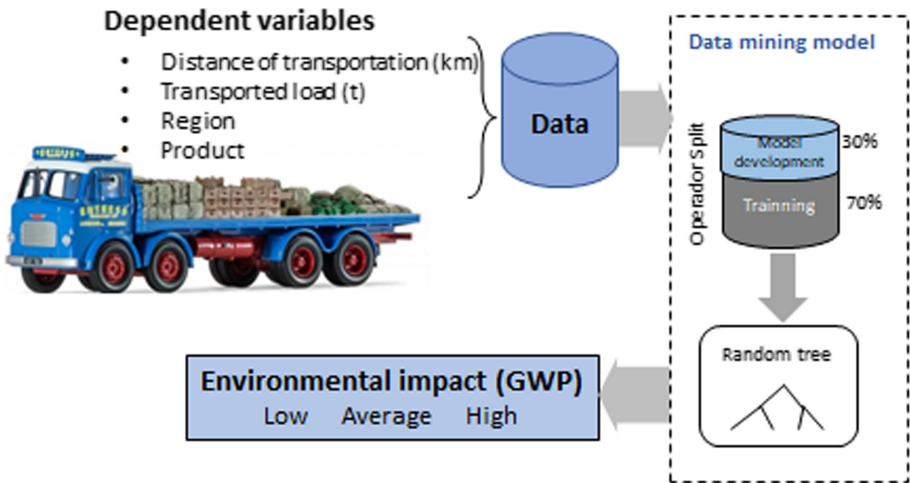 Dependent variables
• Distance of transportation (km)
• Transported load (t)
• Region
• Product
Data
Data mining model
Operador Split
Model
development
30%
Trainning
70%
Random tree
Environmental impact (GWP)
Low Average High